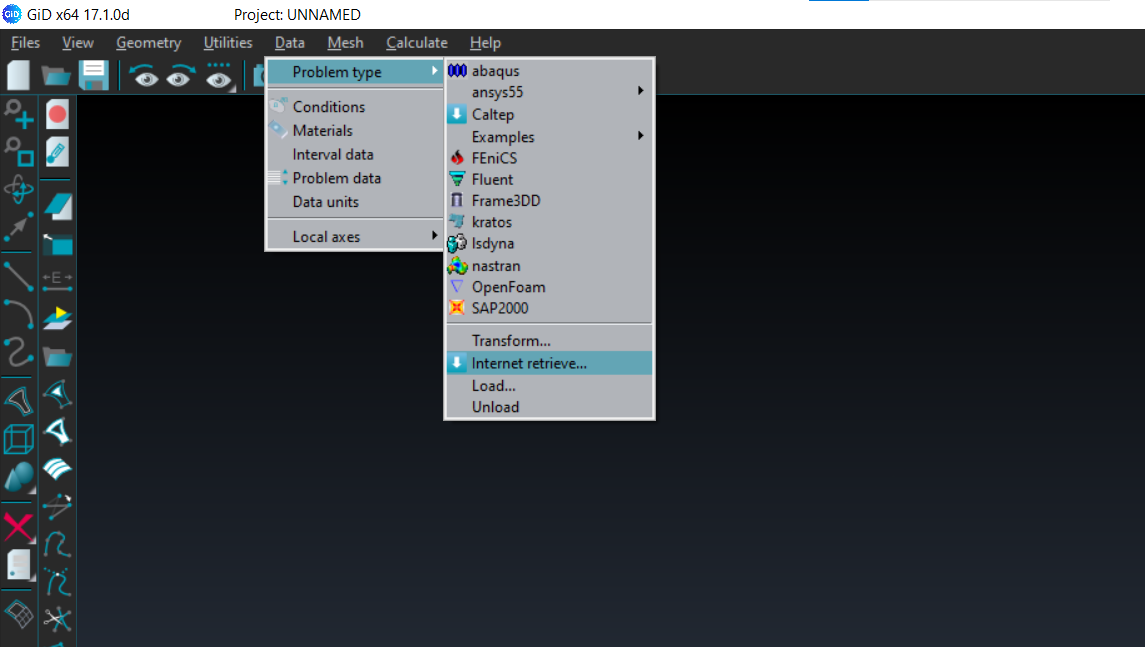 GiD GiD x64 17.1.0d Project: UNNAMED
Files View Geometry Utilities Data Mesh Calculate Help
Problem type
Conditions
Materials
Interval data
Problem data
Data units
Local axes
abaqus
ansys55
Caltep
Examples
FEniCS
Fluent
Frame3DD
kratos
lsdyna
nastran
OpenFoam
SAP2000
Transform...
Internet retrieve...
Load...
Unload
E